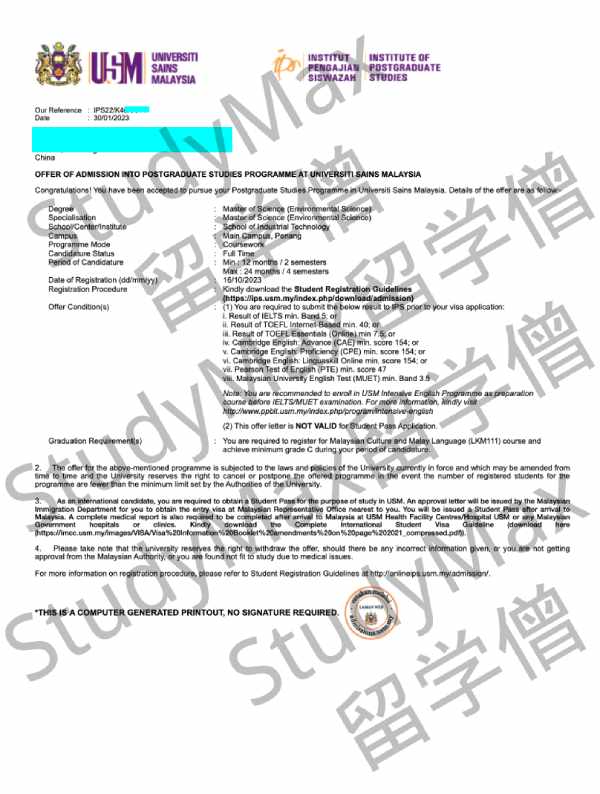 USM
UNIVERSITI
SAINS
MALAYSIA
ips
INSTITUT
PENGAJIAN
SISWAZAH
INSTITUTE OF
POSTGRADUATE
STUDIES
Our Reference : IPS22/K4
Date : 30/01/2023
China
OFFER OF ADMISSION INTO POSTGRADUATE STUDIES PROGRAMME AT UNIVERSITI SAINS MALAYSIA
Congratulations! You have been accepted to pursue your Postgraduate Studies Programme in Universiti Sains Malaysia. Details of the offer are as follow:-
Degree : Master of Science (Environmental Science)
Specialisation : Master of Science (Environmental Science)
School/Center/Institute : School of Industrial Technology
Campus : Main Campus, Penang
Programme Mode : Coursework
Candidature Status : Full Time
Period of Candidature : Min : 12 months / 2 semesters
Max : 24 months / 4 semesters
Date of Registration (dd/mm/yy) : 16/10/2023
Registration Procedure : Kindly download the Student Registration Guidelines
(https://ips.usm.my/index.php/download/admission)
Offer Condition(s) : (1) You are required to submit the below result to IPS prior to your visa application:
i. Result of IELTS min. Band 5; or
ii. Result of TOEFL Internet-Based min. 40; or
iii. Result of TOEFL Essentials (Online) min 7.5; or
iv. Cambridge English: Advance (CAE) min. score 154; or
v. Cambridge English: Proficiency (CPE) min. score 154; or
vi. Cambridge English: Linguaskill Online min. score 154; or
vii. Pearson Test of English (PTE) min. score 47
viii. Malaysian University English Test (MUET) min. Band 3.5
Note: You are recommended to enroll in USM Intensive English Programme as preparation
course before IELTS/MUET examination. For more information, kindly visit
http://www.ppblt.usm.my/index.php/program/intensive-english
(2) This offer letter is NOT VALID for Student Pass Application.
Graduation Requirement(s) : You are required to register for Malaysian Culture and Malay Language (LKM111) course and
achieve minimum grade C during your period of candidature.
2. The offer for the above-mentioned programme is subjected to the laws and policies of the University currently in force and which may be amended from
time to time and the University reserves the right to cancel or postpone the offered programme in the event the number of registered students for the
programme are fewer than the minimum limit set by the Authorities of the University.
3. As an international candidate, you are required to obtain a Student Pass for the purpose of study in USM. An approval letter will be issued by the Malaysian
Immigration Department for you to obtain the entry visa at Malaysian Representative Office nearest to you. You will be issued a Student Pass after arrival to
Malaysia. A complete medical report is also required to be completed after arrival to Malaysia at USM Health Facility Centres/Hospital USM or any Malaysian
Government hospitals or clinics. Kindly download the Complete International Student Visa Guideline (download here
(https://imcc.usm.my/images/VISA/Visa%20Information%20Booklet%20amendments%20on%20page%202021_compressed.pdf)).
4. Please take note that the university reserves the right to withdraw the offer, should there be any incorrect information given, or you are not getting
approval from the Malaysian Authority, or you are found not fit to study due to medical issues.
For more information on registration procedure, please refer to Student Registration Guidelines at http://onlineips.usm.my/admission/.
*THIS IS A COMPUTER GENERATED PRINTOUT, NO SIGNATURE REQUIRED.
StudyMax
留学僧
StudyMax
留学僧
StudyMax
留学僧
StudyMax
留学僧